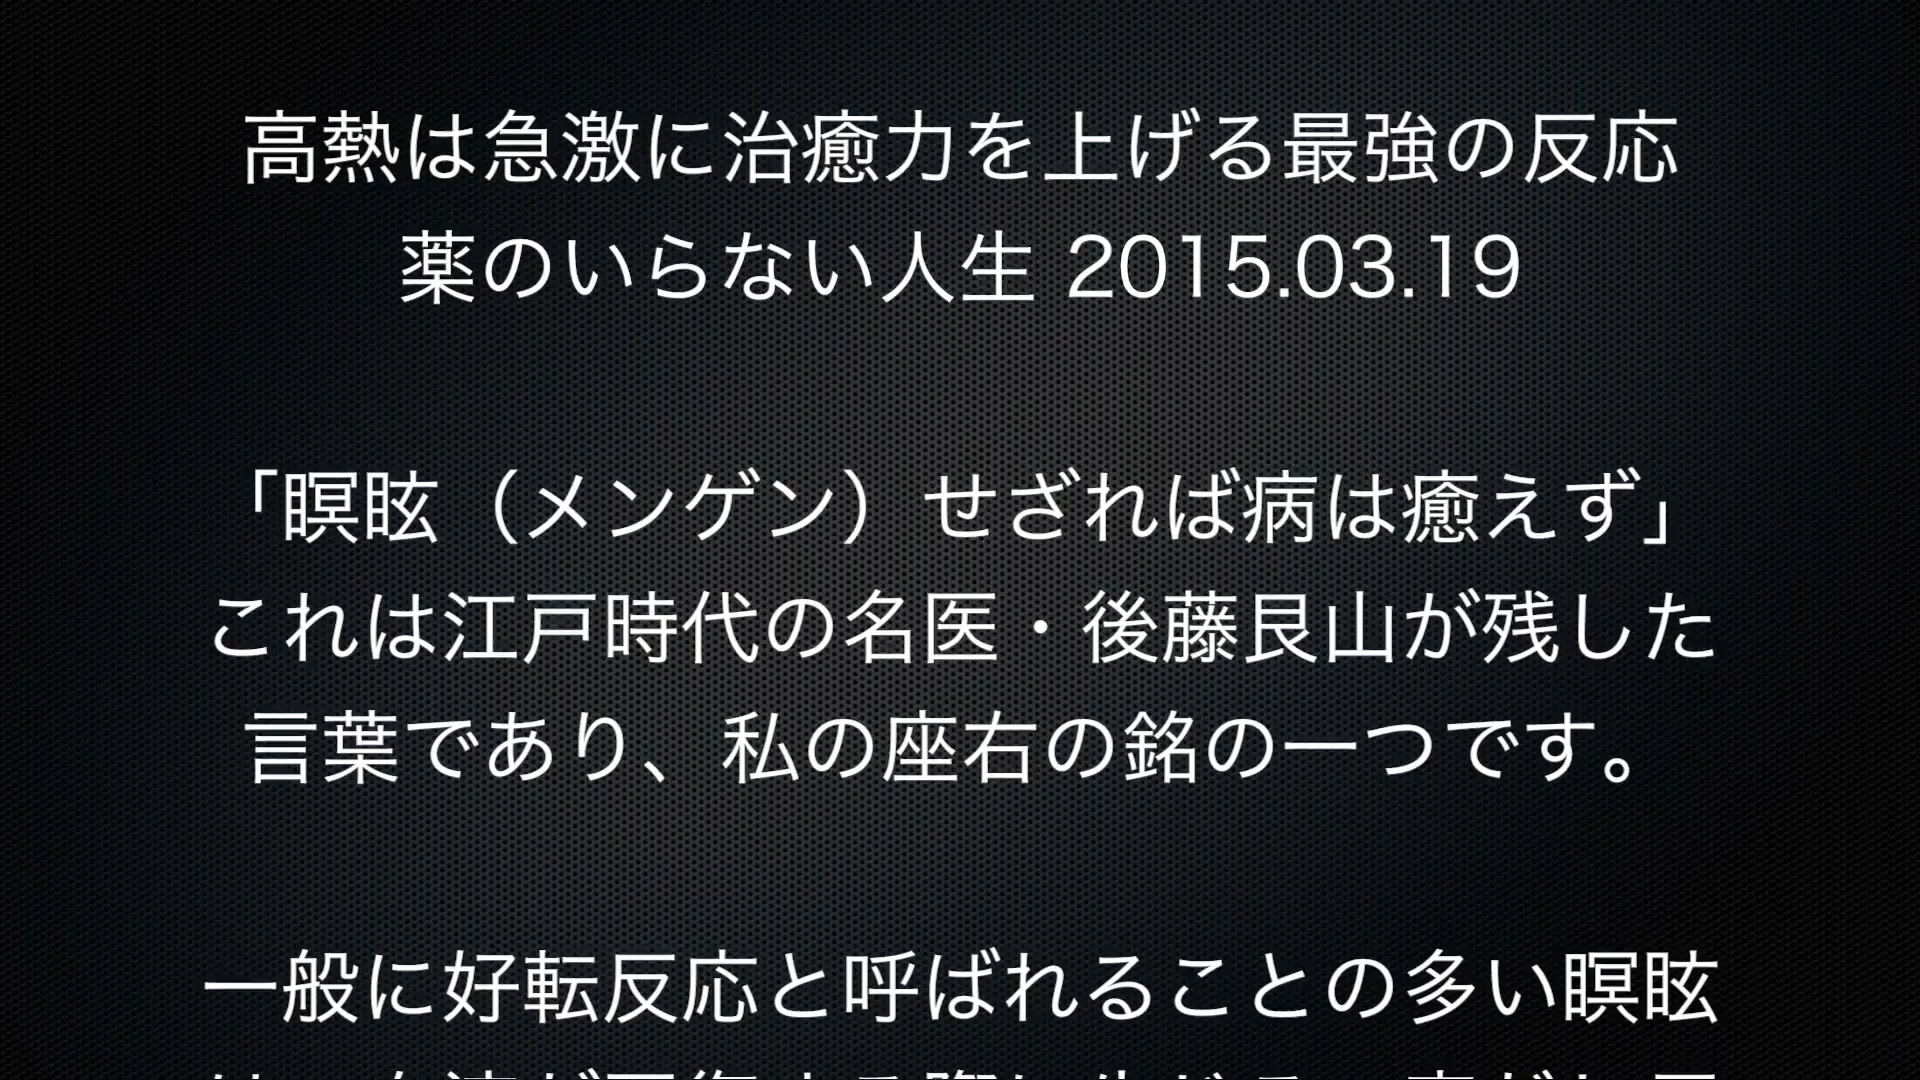 高熱は急激に治癒力を上げる最強の反応
薬のいらない人生 2015.03.19
「瞑眩（メンゲン）せざれば病は癒えず」
これは江戸時代の名医・後藤艮山が残した
言葉であり、私の座右の銘の一つです。
一般に好転反応と呼ばれることの多い瞑眩